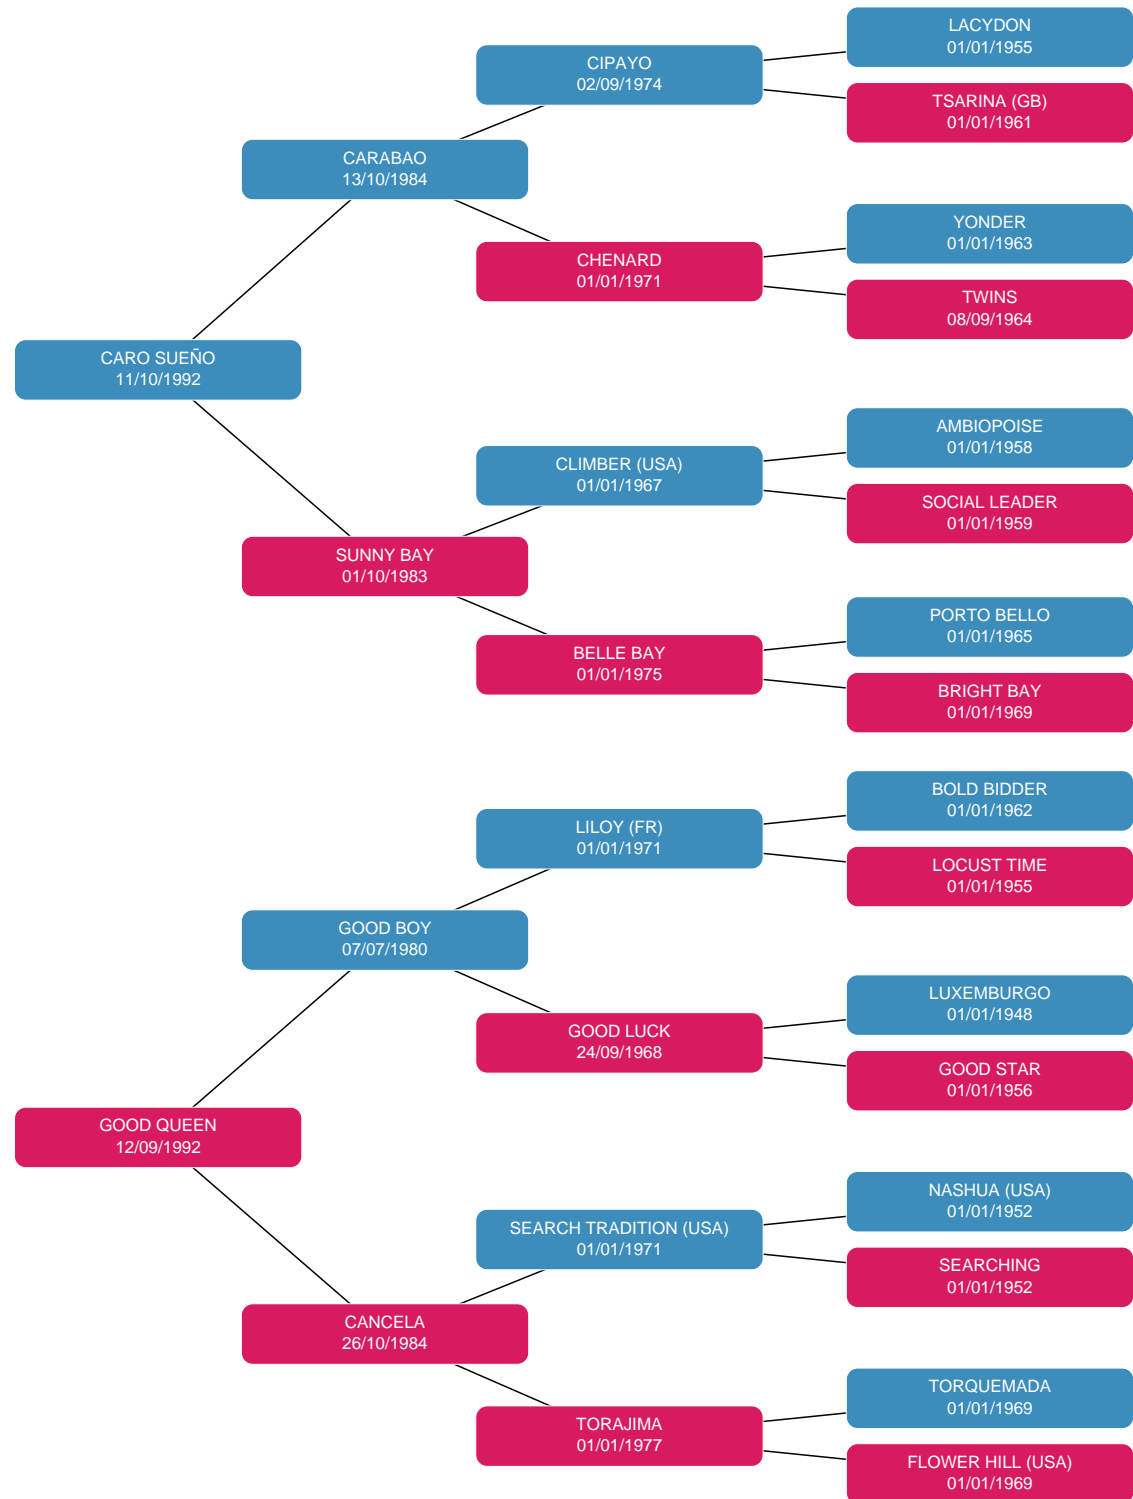 LACYDON
01/01/1955
CIPAYO
02/09/1974
TSARINA (GB)
01/01/1961
CARABAO
13/10/1984
YONDER
01/01/1963
CHENARD
01/01/1971
TWINS
08/09/1964
CARO SUEÑO
11/10/1992
AMBIOPOISE
01/01/1958
CLIMBER (USA)
01/01/1967
SOCIAL LEADER
01/01/1959
SUNNY BAY
01/10/1983
PORTO BELLO
01/01/1965
BELLE BAY
01/01/1975
BRIGHT BAY
01/01/1969
BOLD BIDDER
01/01/1962
LILOY (FR)
01/01/1971
LOCUST TIME
01/01/1955
GOOD BOY
07/07/1980
LUXEMBURGO
01/01/1948
GOOD LUCK
24/09/1968
GOOD STAR
01/01/1956
GOOD QUEEN
12/09/1992
NASHUA (USA)
01/01/1952
SEARCH TRADITION (USA)
01/01/1971
SEARCHING
01/01/1952
CANCELA
26/10/1984
TORQUEMADA
01/01/1969
TORAJIMA
01/01/1977
FLOWER HILL (USA)
01/01/1969